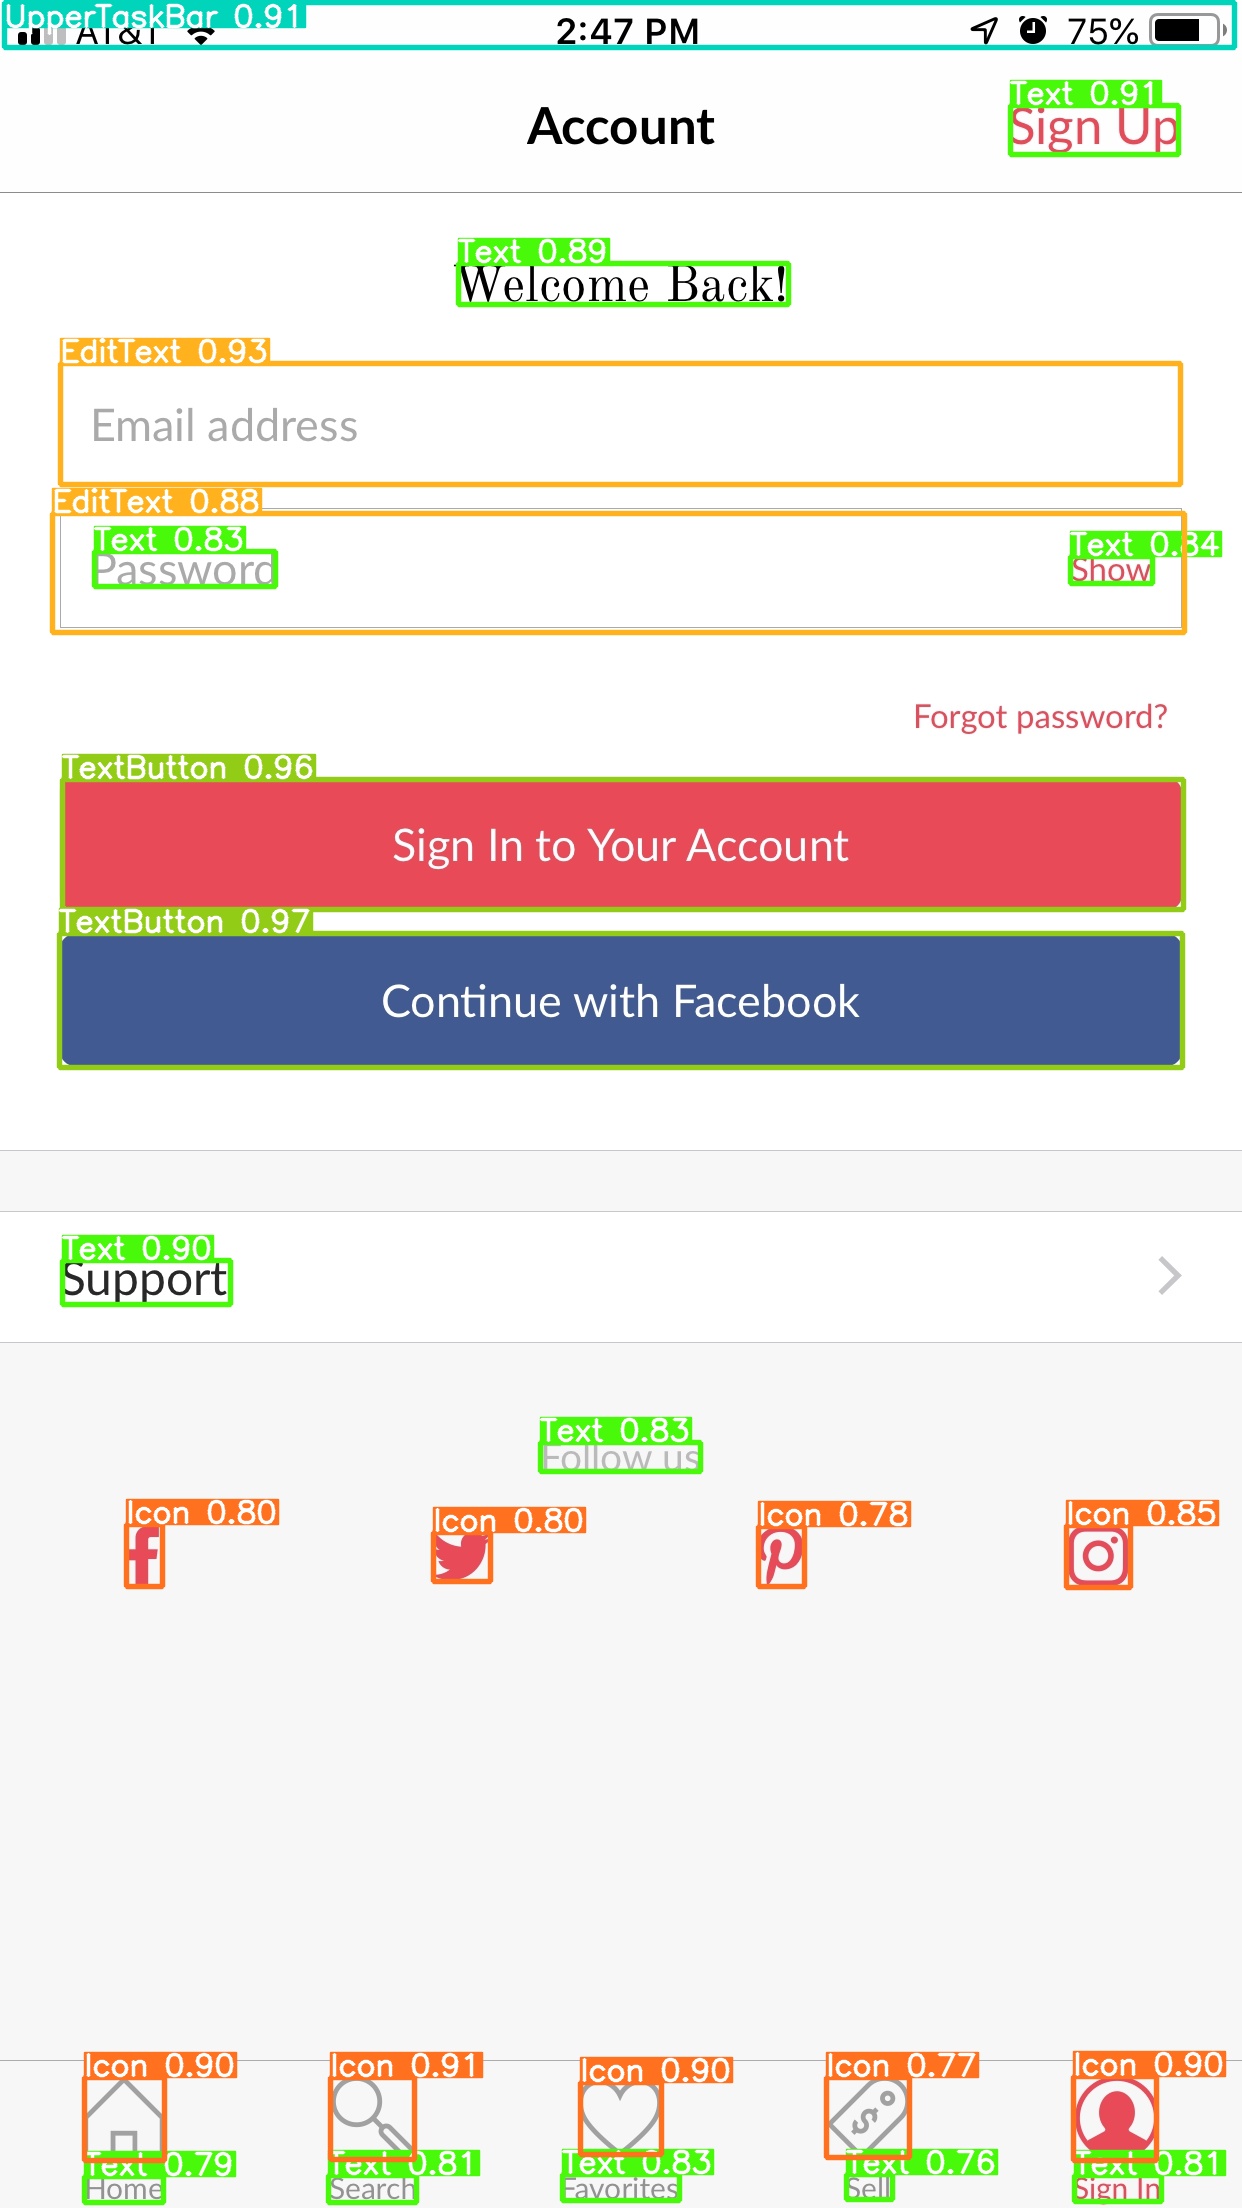 UpperTaskBar 0.91
AT&T 2:47 PM 75%
Text 0.91
Account Sign Up
Text 0.89
Welcome Back!
EditText 0.93
Email address
EditText 0.88
Text 0.83 Text 0.84
Password Show
Forgot password?
TextButton 0.96
Sign In to Your Account
TextButton 0.97
Continue with Facebook
Text 0.90
Support
Text 0.83
Follow us
Icon 0.80 Icon 0.80 Icon 0.78 Icon 0.85
Icon 0.90 Icon 0.91 Icon 0.90 Icon 0.77 Icon 0.90
Text 0.79 Text 0.81 Text 0.83 Text 0.76 Text 0.81
Home Search Favorites Sell Sign In